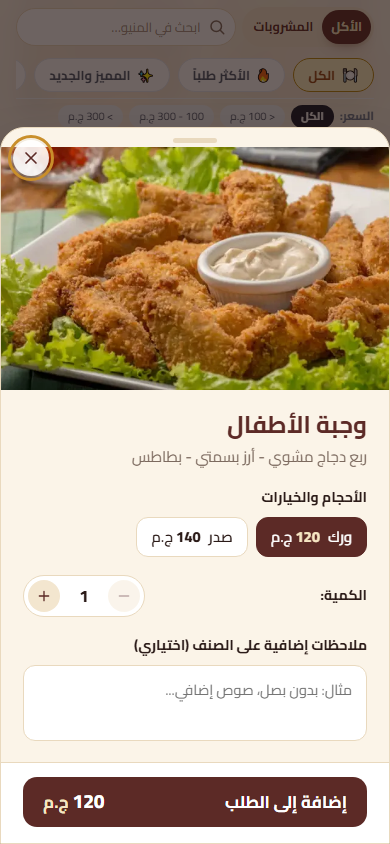 الأكل المشروبات ابحث في المنيو...
الكل الأكثر طلباً المميز والجديد
السعر: الكل < 100 ج.م 100 - 300 ج.م > 300 ج.م
وجبة الأطفال
ربع دجاج مشوي - أرز بسمتي - بطاطس
الأحجام والخيارات
ورك 120 ج.م صدر 140 ج.م
الكمية: 1
ملاحظات إضافية على الصنف (اختياري)
مثال: بدون بصل، صوص إضافي...
إضافة إلى الطلب 120 ج.م